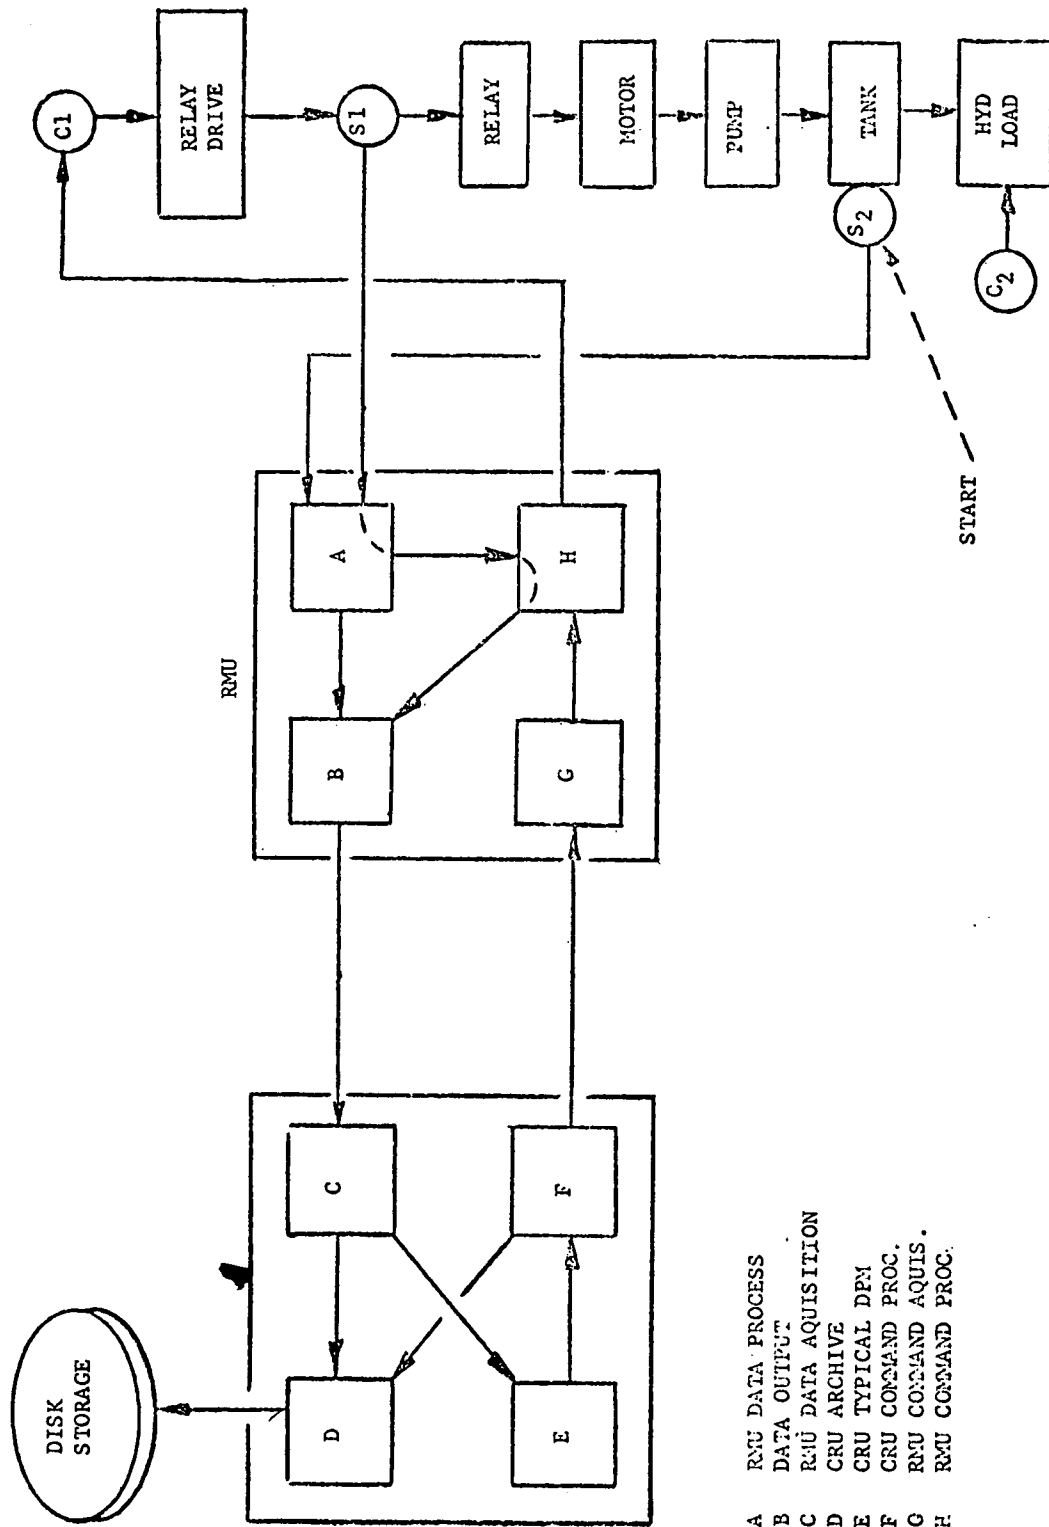 DISK
STORAGE
D
C
E
F
RMU
B
A
G
H
C1
RELAY
DRIVE
S1
RELAY
MOTOR
PUMP
TANK
S2
HYD
LOAD
C2
START
A RMU DATA PROCESS
B DATA OUTPUT
C RMU DATA AQUISITION
D CRU ARCHIVE
E CRU TYPICAL DPM
F CRU COMMAND PROC.
G RMU COMMAND AQUIS.
H RMU COMMAND PROC.